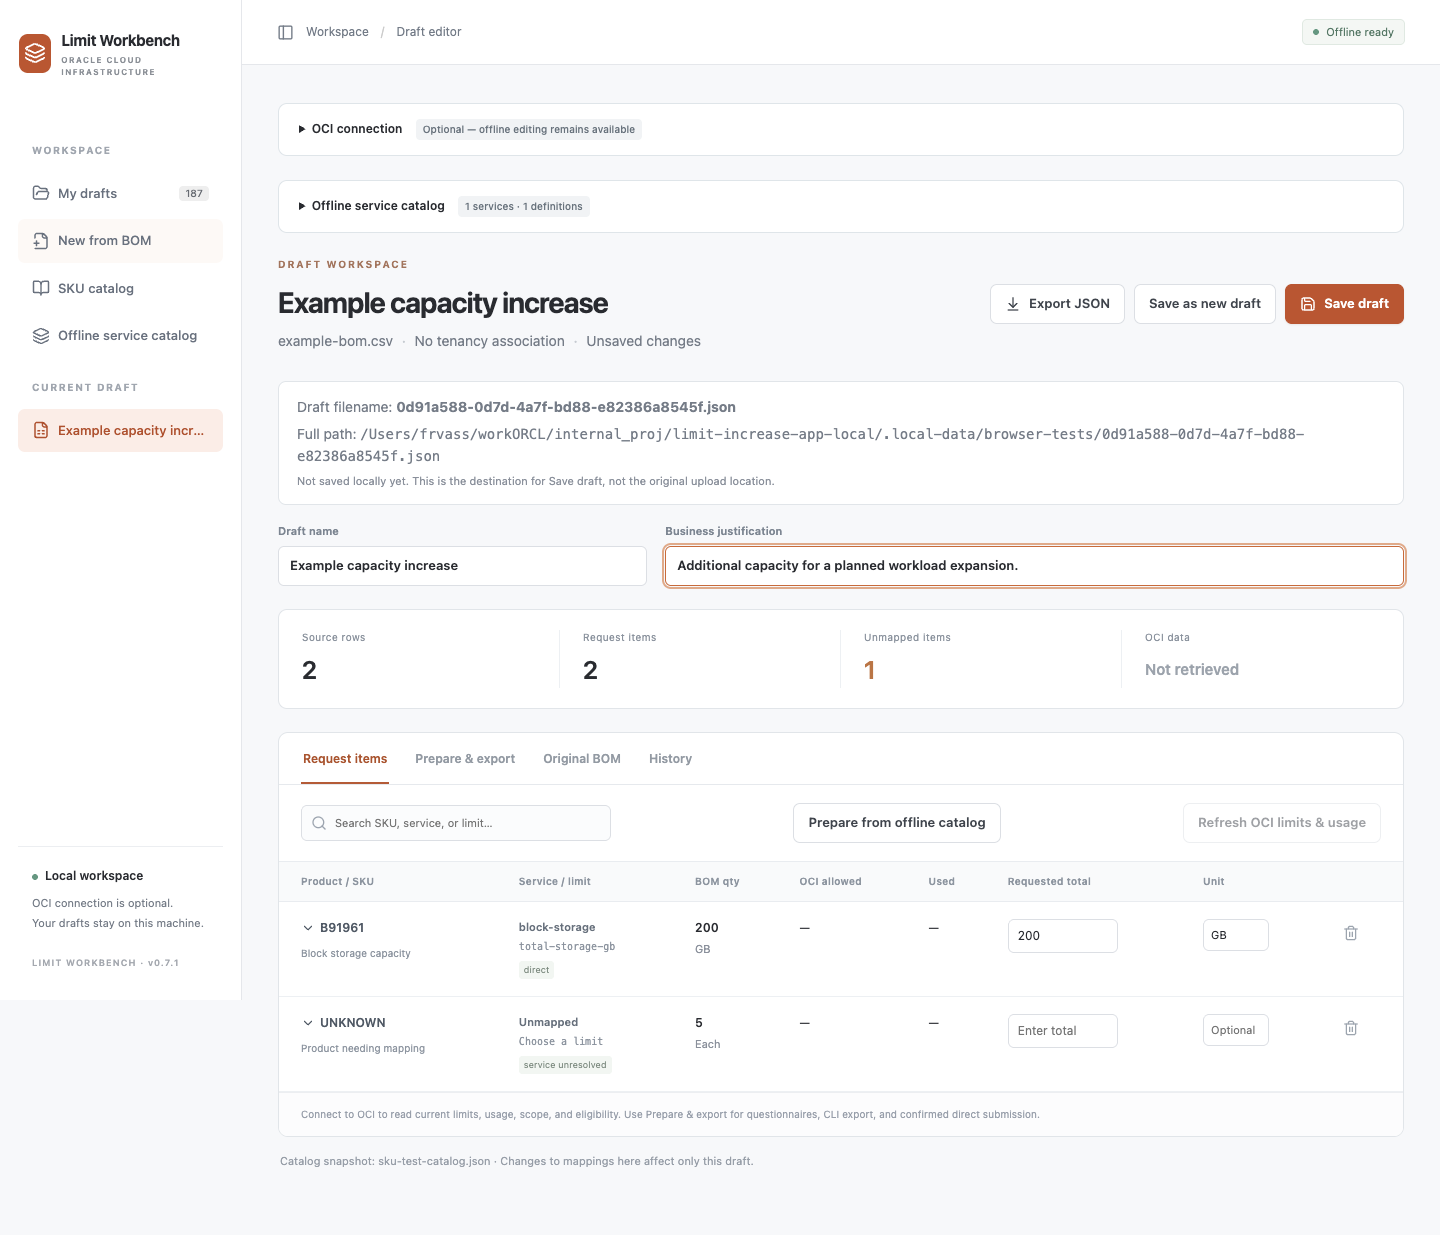 Limit Workbench
ORACLE CLOUD
INFRASTRUCTURE
WORKSPACE
My drafts 187
New from BOM
SKU catalog
Offline service catalog
CURRENT DRAFT
Example capacity incr...
Local workspace
OCI connection is optional.
Your drafts stay on this machine.
LIMIT WORKBENCH · v0.7.1
Workspace / Draft editor
Offline ready
OCI connection Optional — offline editing remains available
Offline service catalog 1 services · 1 definitions
DRAFT WORKSPACE
Example capacity increase
Export JSON Save as new draft Save draft
example-bom.csv · No tenancy association · Unsaved changes
Draft filename: 0d91a588-0d7d-4a7f-bd88-e82386a8545f.json
Full path: /Users/frvass/workORCL/internal_proj/limit-increase-app-local/.local-data/browser-tests/0d91a588-0d7d-4a7f-bd88-
e82386a8545f.json
Not saved locally yet. This is the destination for Save draft, not the original upload location.
Draft name Business justification
Example capacity increase Additional capacity for a planned workload expansion.
Source rows Request items Unmapped items OCI data
2 2 1 Not retrieved
Request items Prepare & export Original BOM History
Search SKU, service, or limit... Prepare from offline catalog Refresh OCI limits & usage
Product / SKU Service / limit BOM qty OCI allowed Used Requested total Unit
B91961 block-storage 200 — — 200 GB
Block storage capacity total-storage-gb GB
direct
UNKNOWN Unmapped 5 — — Enter total Optional
Product needing mapping Choose a limit Each
service unresolved
Connect to OCI to read current limits, usage, scope, and eligibility. Use Prepare & export for questionnaires, CLI export, and confirmed direct submission.
Catalog snapshot: sku-test-catalog.json · Changes to mappings here affect only this draft.